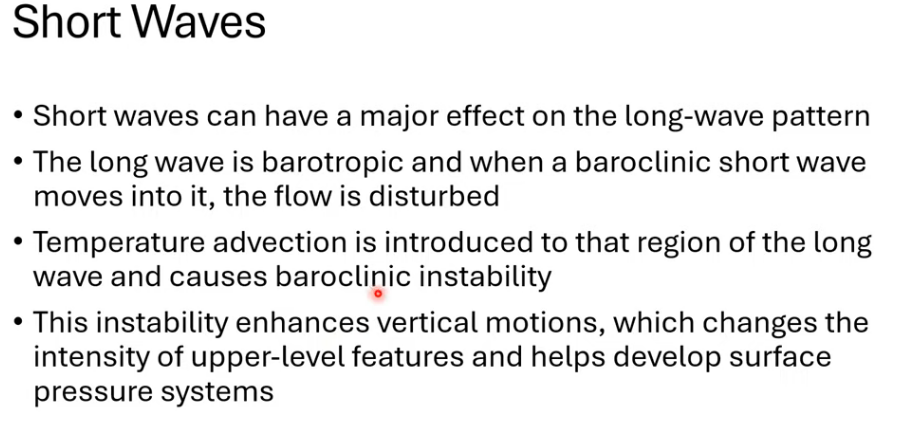 Short Waves
• Short waves can have a major effect on the long-wave pattern
• The long wave is barotropic and when a baroclinic short wave
moves into it, the flow is disturbed
• Temperature advection is introduced to that region of the long
wave and causes baroclinic instability
• This instability enhances vertical motions, which changes the
intensity of upper-level features and helps develop surface
pressure systems